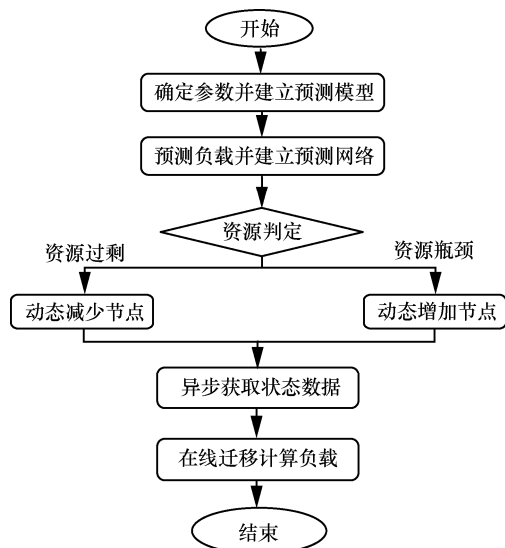 开始
确定参数并建立预测模型
预测负载并建立预测网络
资源判定
资源过剩
资源瓶颈
动态减少节点
动态增加节点
异步获取状态数据
在线迁移计算负载
结束